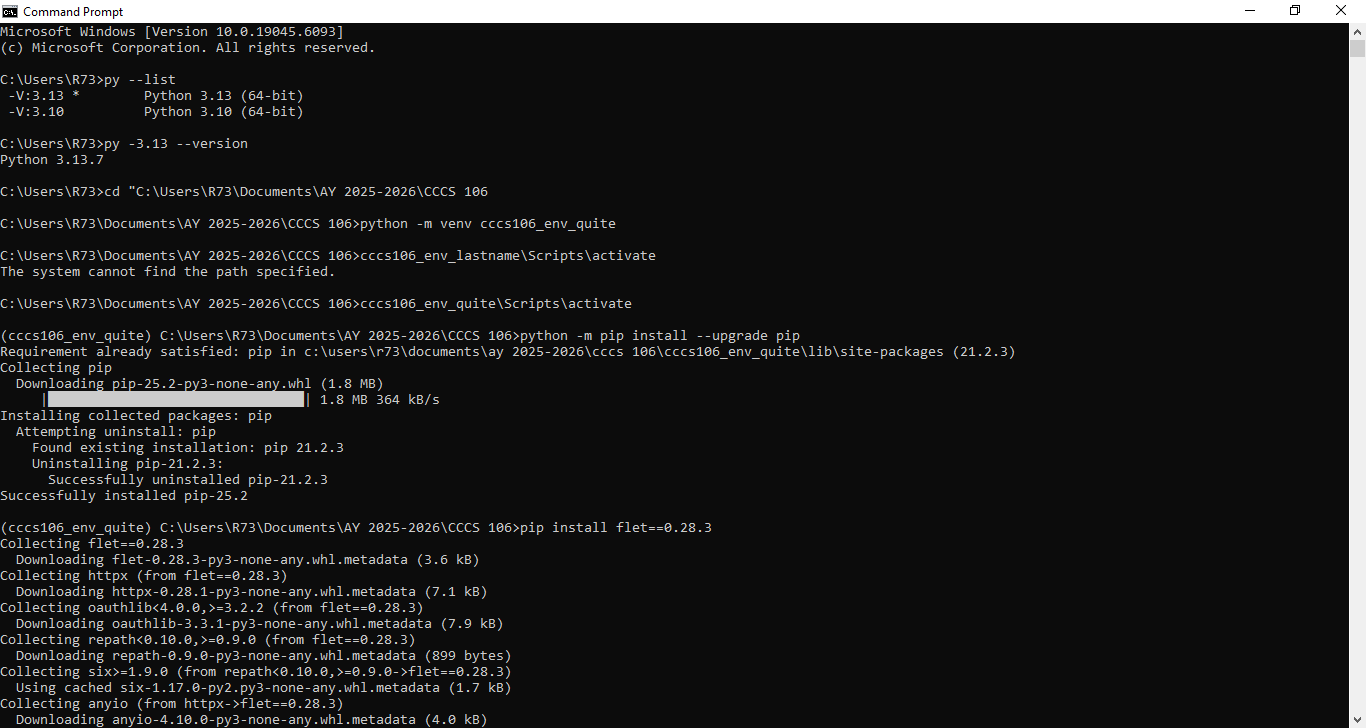 Command Prompt
Microsoft Windows [Version 10.0.19045.6093]
(c) Microsoft Corporation. All rights reserved.
C:\Users\R73>py --list
 -V:3.13 *        Python 3.13 (64-bit)
 -V:3.10          Python 3.10 (64-bit)
C:\Users\R73>py -3.13 --version
Python 3.13.7
C:\Users\R73>cd "C:\Users\R73\Documents\AY 2025-2026\CCCS 106
C:\Users\R73\Documents\AY 2025-2026\CCCS 106>python -m venv cccs106_env_quite
C:\Users\R73\Documents\AY 2025-2026\CCCS 106>cccs106_env_lastname\Scripts\activate
The system cannot find the path specified.
C:\Users\R73\Documents\AY 2025-2026\CCCS 106>cccs106_env_quite\Scripts\activate
(cccs106_env_quite) C:\Users\R73\Documents\AY 2025-2026\CCCS 106>python -m pip install --upgrade pip
Requirement already satisfied: pip in c:\users\r73\documents\ay 2025-2026\cccs 106\cccs106_env_quite\lib\site-packages (21.2.3)
Collecting pip
  Downloading pip-25.2-py3-none-any.whl (1.8 MB)
     |████████████████████████████████| 1.8 MB 364 kB/s
Installing collected packages: pip
  Attempting uninstall: pip
    Found existing installation: pip 21.2.3
    Uninstalling pip-21.2.3:
      Successfully uninstalled pip-21.2.3
Successfully installed pip-25.2
(cccs106_env_quite) C:\Users\R73\Documents\AY 2025-2026\CCCS 106>pip install flet==0.28.3
Collecting flet==0.28.3
  Downloading flet-0.28.3-py3-none-any.whl.metadata (3.6 kB)
Collecting httpx (from flet==0.28.3)
  Downloading httpx-0.28.1-py3-none-any.whl.metadata (7.1 kB)
Collecting oauthlib<4.0.0,>=3.2.2 (from flet==0.28.3)
  Downloading oauthlib-3.3.1-py3-none-any.whl.metadata (7.9 kB)
Collecting repath<0.10.0,>=0.9.0 (from flet==0.28.3)
  Downloading repath-0.9.0-py3-none-any.whl.metadata (899 bytes)
Collecting six>=1.9.0 (from repath<0.10.0,>=0.9.0->flet==0.28.3)
  Using cached six-1.17.0-py2.py3-none-any.whl.metadata (1.7 kB)
Collecting anyio (from httpx->flet==0.28.3)
  Downloading anyio-4.10.0-py3-none-any.whl.metadata (4.0 kB)